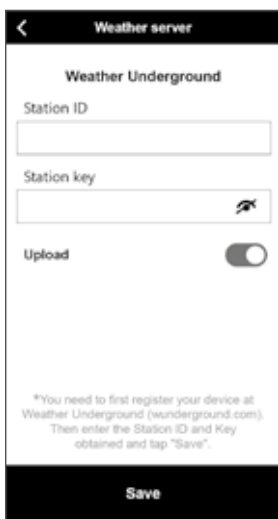 Weather server
Weather Underground
Station ID
Station key
Upload
*You need to first register your device at
Weather Underground (wunderground.com).
Then enter the Station ID and Key
obtained and tap "Save".
Save